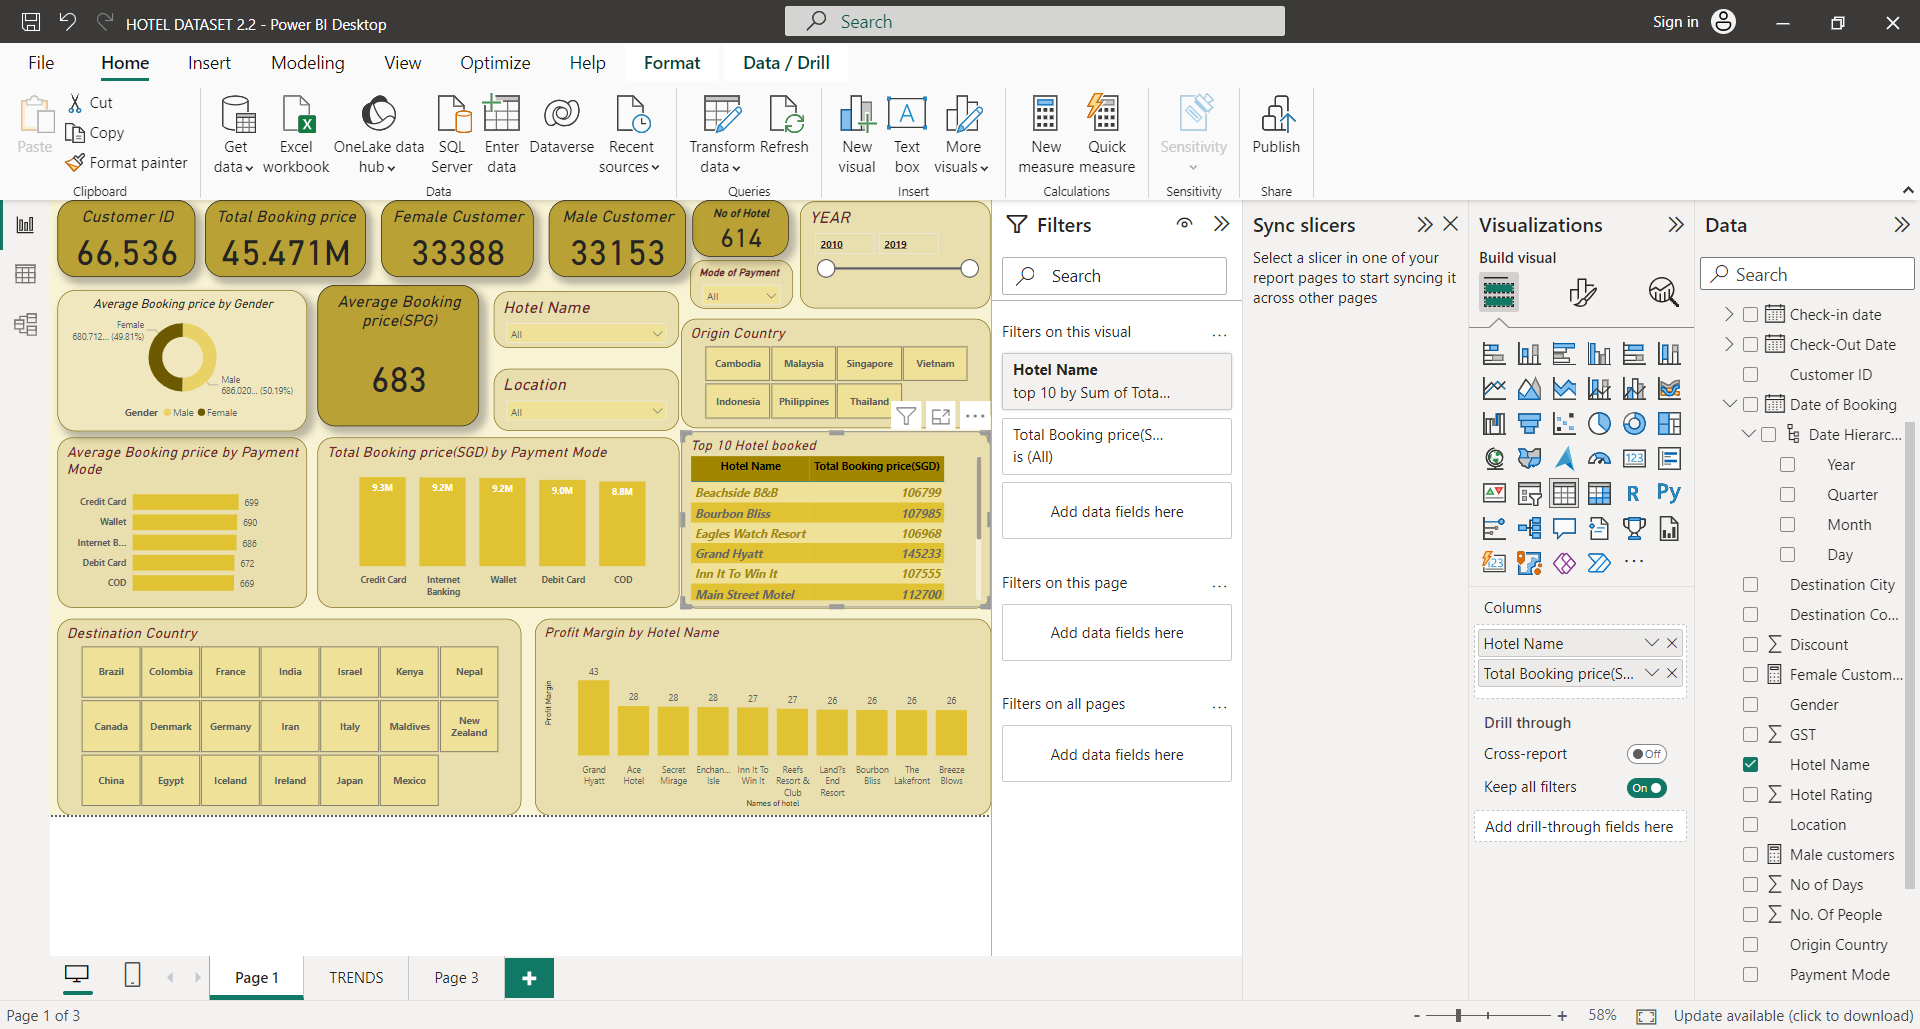 HOTEL DATASET 2.2 - Power BI Desktop
Search
Sign in
File
Home
Insert
Modeling
View
Optimize
Help
Format
Data / Drill
Paste
Cut
Copy
Format painter
Clipboard
Get
data
Excel
workbook
OneLake data
hub
SQL
Server
Enter
data
Dataverse
Recent
sources
Data
Transform
data
Refresh
Queries
New
visual
Text
box
More
visuals
Insert
New
measure
Quick
measure
Calculations
Sensitivity
Sensitivity
Publish
Share
Customer ID
66,536
Total Booking price
45.471M
Female Customer
33388
Male Customer
33153
No of Hotel
614
Mode of Payment
All
YEAR
2010
2019
Average Booking price by Gender
Female
680.712... (49.81%)
Male
686.020... (50.19%)
Gender
Male
Female
Average Booking
price(SPG)
683
Hotel Name
All
Location
All
Origin Country
Cambodia
Malaysia
Singapore
Vietnam
Indonesia
Philippines
Thailand
Average Booking priice by Payment
Mode
Credit Card
699
Wallet
690
Internet B...
686
Debit Card
672
COD
669
Total Booking price(SGD) by Payment Mode
9.3M
9.2M
9.2M
9.0M
8.8M
Credit Card
Internet
Banking
Wallet
Debit Card
COD
Top 10 Hotel booked
Hotel Name Total Booking price(SGD)
Beachside B&B 106799
Bourbon Bliss 107985
Eagles Watch Resort 106968
Grand Hyatt 145233
Inn It To Win It 107555
Main Street Motel 112700
Destination Country
Brazil
Colombia
France
India
Israel
Kenya
Nepal
Canada
Denmark
Germany
Iran
Italy
Maldives
New
Zealand
China
Egypt
Iceland
Ireland
Japan
Mexico
Profit Margin by Hotel Name
Profit Margin
43
28
28
28
27
27
26
26
26
26
Grand
Hyatt
Ace
Hotel
Secret
Mirage
Enchan...
Isle
Inn It To
Win It
Reefs
Resort &
Club
Land?s
End
Resort
Bourbon
Bliss
The
Lakefront
Breeze
Blows
Names of hotel
Filters
Search
Filters on this visual
...
Hotel Name
top 10 by Sum of Tota...
Total Booking price(S...
is (All)
Add data fields here
Filters on this page
...
Add data fields here
Filters on all pages
...
Add data fields here
Sync slicers
Select a slicer in one of your
report pages to start syncing it
across other pages
Visualizations
Build visual
123
R
Py
123
...
Columns
Hotel Name
Total Booking price(S...
Drill through
Cross-report
Off
Keep all filters
On
Add drill-through fields here
Data
Search
Check-in date
Check-Out Date
Customer ID
Date of Booking
Date Hierarc...
Year
Quarter
Month
Day
Destination City
Destination Co...
Discount
Female Custom...
Gender
GST
Hotel Name
Hotel Rating
Location
Male customers
No of Days
No. Of People
Origin Country
Payment Mode
Page 1
TRENDS
Page 3
+
Page 1 of 3
- + 58%
Update available (click to download)